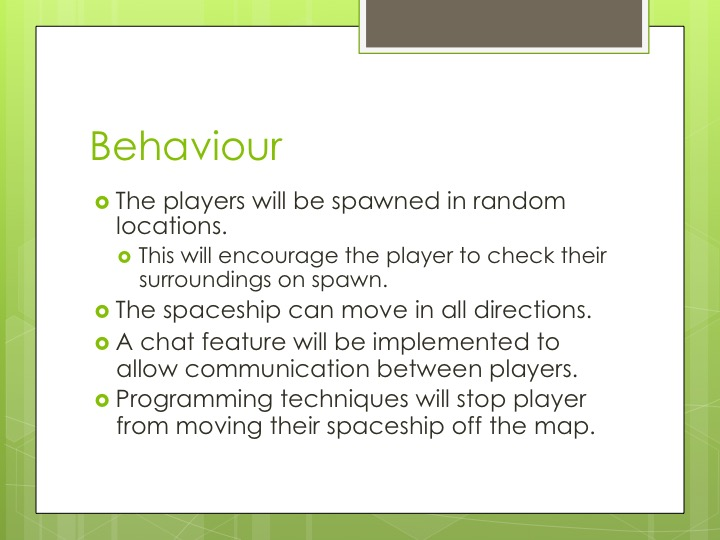 Behaviour
The players will be spawned in random
locations.
This will encourage the player to check their
surroundings on spawn.
The spaceship can move in all directions.
A chat feature will be implemented to
allow communication between players.
Programming techniques will stop player
from moving their spaceship off the map.